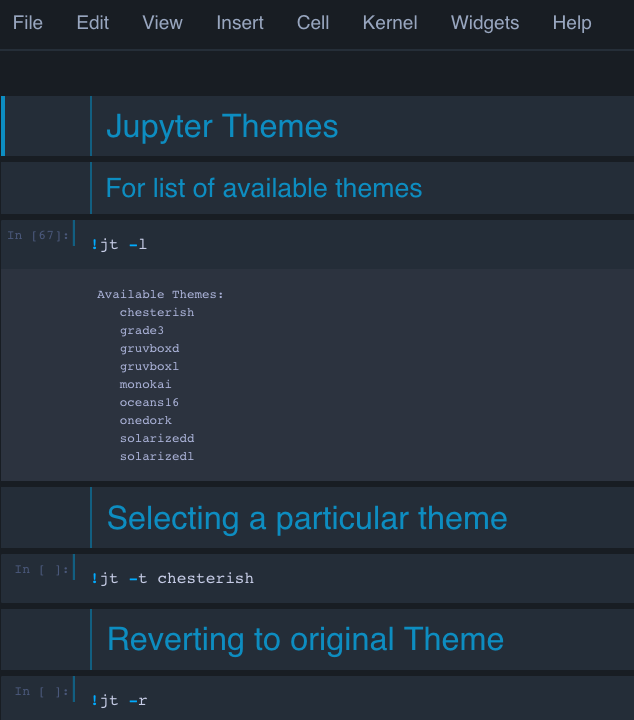 File Edit View Insert Cell Kernel Widgets Help
Jupyter Themes
For list of available themes
In [67]: !jt -l
Available Themes:
chesterish
grade3
gruvboxd
gruvboxl
monokai
oceans16
onedork
solarizedd
solarizedl
Selecting a particular theme
In [ ]: !jt -t chesterish
Reverting to original Theme
In [ ]: !jt -r